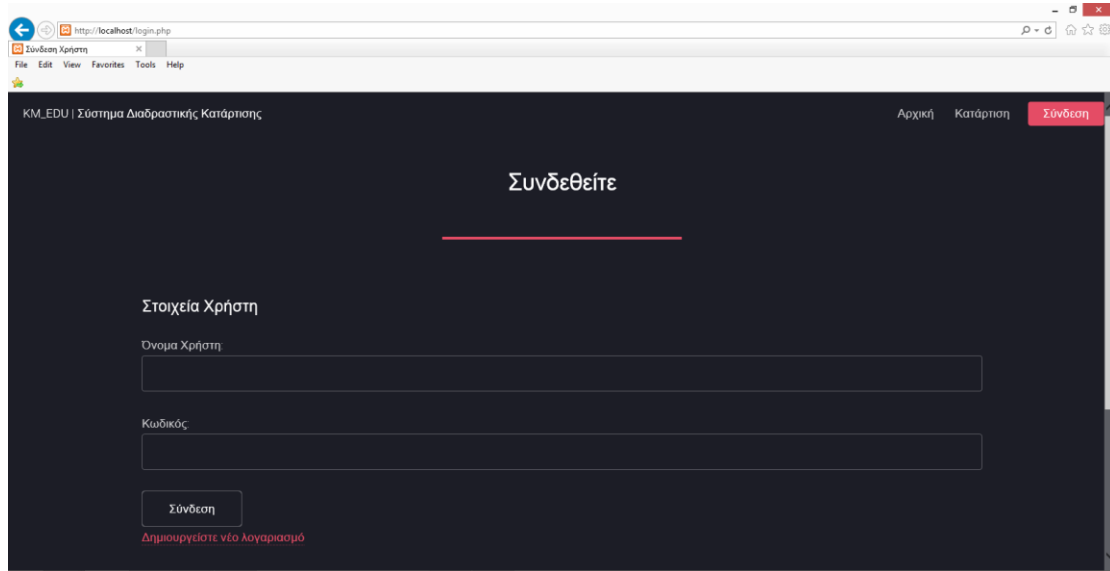 http://localhost/login.php
Σύνδεση Χρήστη
File Edit View Favorites Tools Help
KM_EDU | Σύστημα Διαδραστικής Κατάρτισης Αρχική Κατάρτιση Σύνδεση
Συνδεθείτε
Στοιχεία Χρήστη
Όνομα Χρήστη:
Κωδικός:
Σύνδεση
Δημιουργείστε νέο λογαριασμό